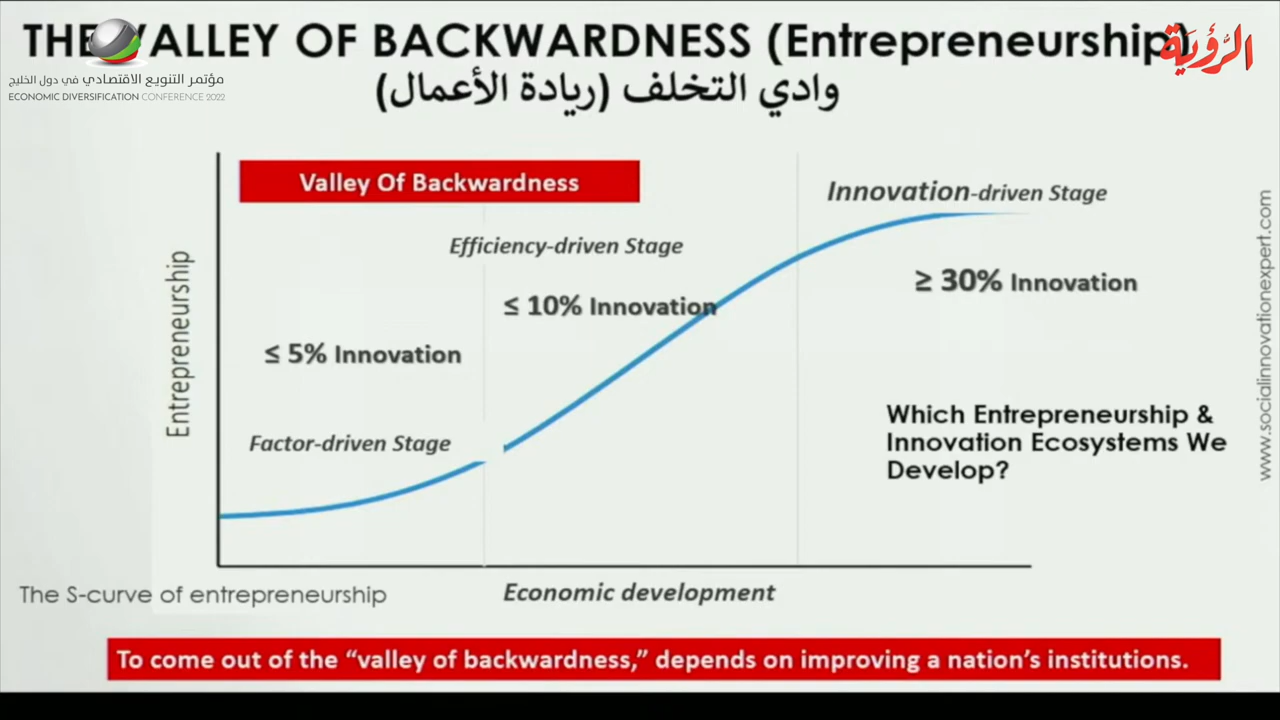 THE VALLEY OF BACKWARDNESS (Entrepreneurship)
الرؤية
مؤتمر التنويع الاقتصادي في دول الخليج
ECONOMIC DIVERSIFICATION CONFERENCE 2022
وادي التخلف (ريادة الأعمال)
Valley Of Backwardness
Innovation-driven Stage
Efficiency-driven Stage
≥ 30% Innovation
≤ 10% Innovation
≤ 5% Innovation
Entrepreneurship
Factor-driven Stage
Which Entrepreneurship &
Innovation Ecosystems We
Develop?
www.socialinnovationexpert.com
The S-curve of entrepreneurship
Economic development
To come out of the “valley of backwardness,” depends on improving a nation’s institutions.